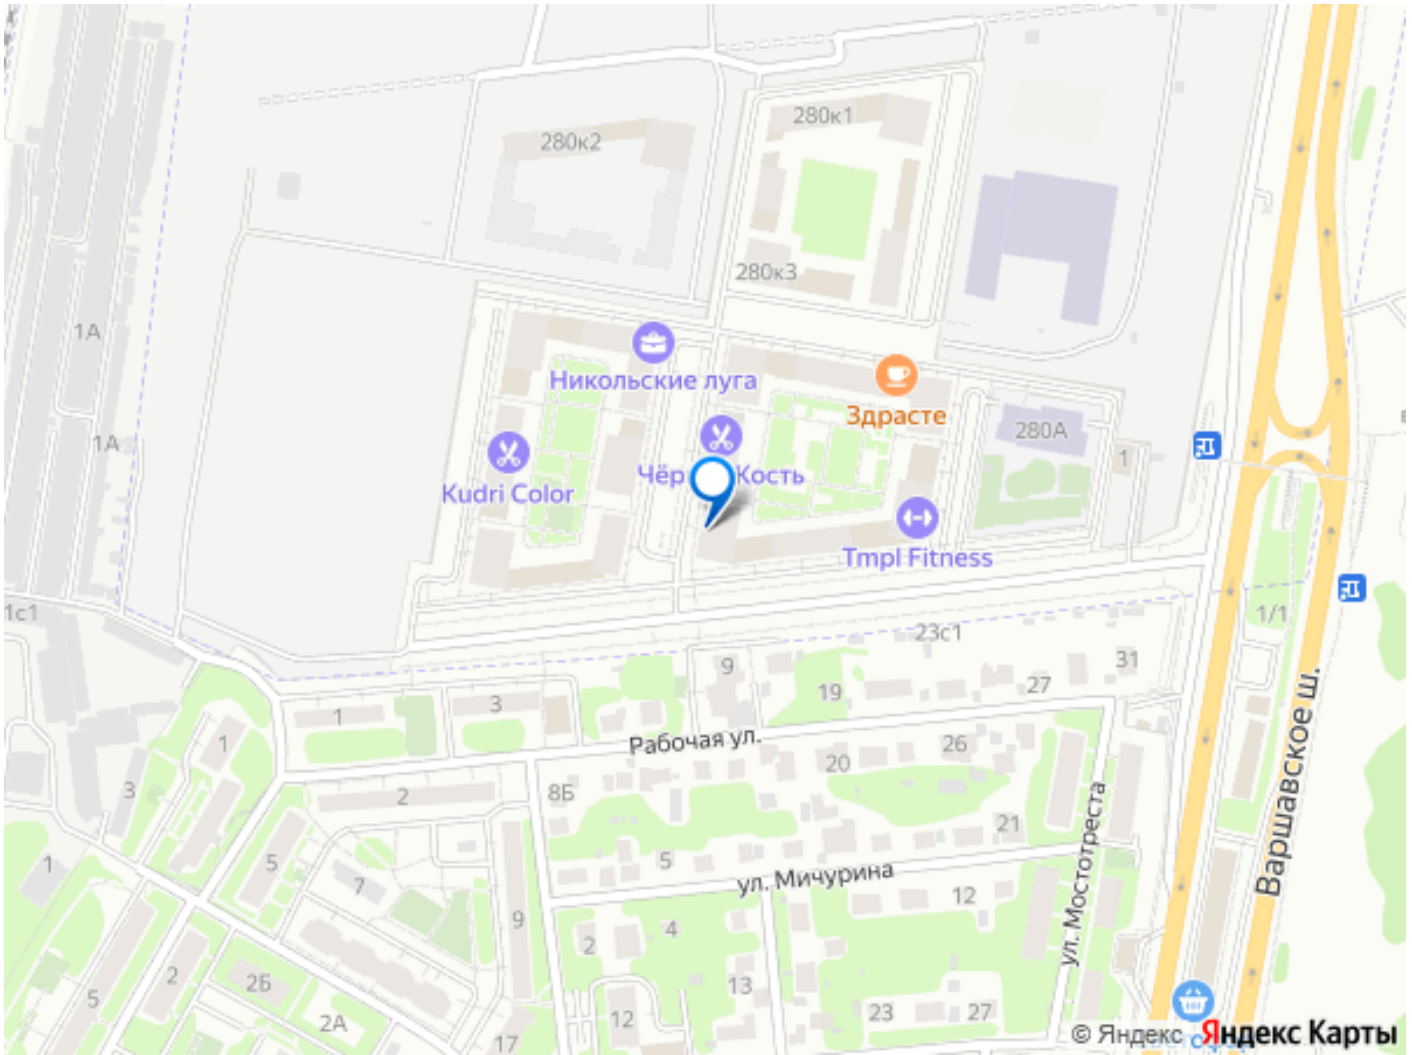 280к1
280к2
280к3
1А
Никольские луга
Здрасте
280А
1А
1
Чёр
Кость
Kudri Color
Tmpl Fitness
1с1
1/1
23с1
9
31
19
27
1
3
Рабочая ул.
1
26
20
3
2
8Б
Варшавское ш.
21
5
5
1
7
ул. Мичурина
ул. Мостотреста
12
9
4
2
2
2Б
13
5
2А
12
23
27
17
© Яндекс
Яндекс Карты